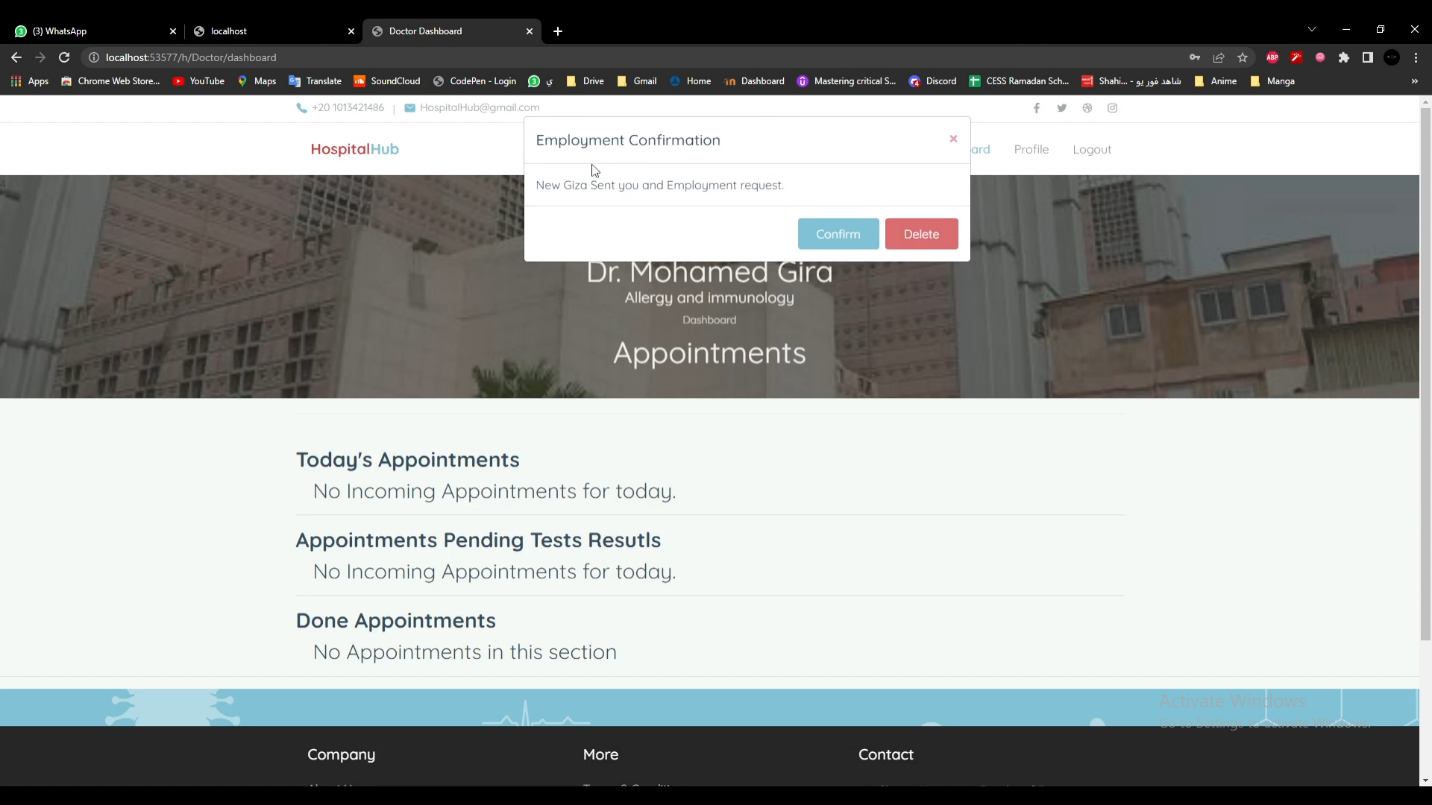 (3) WhatsApp
localhost
Doctor Dashboard
localhost:53577/h/Doctor/dashboard
ABP
Apps
Chrome Web Store...
YouTube
Maps
Translate
SoundCloud
CodePen - Login
ي
Drive
Gmail
Home
Dashboard
Mastering critical S...
Discord
CESS Ramadan Sch...
Shahi... - شاهد فور يو
Anime
Manga
»
+20 1013421486 | HospitalHub@gmail.com
HospitalHub
ard Profile Logout
Employment Confirmation ×
New Giza Sent you and Employment request.
Confirm Delete
Dr. Mohamed Gira
Allergy and immunology
Dashboard
Appointments
Today's Appointments
No Incoming Appointments for today.
Appointments Pending Tests Resutls
No Incoming Appointments for today.
Done Appointments
No Appointments in this section
Activate Windows
Go to Settings to activate Windows.
Company More Contact